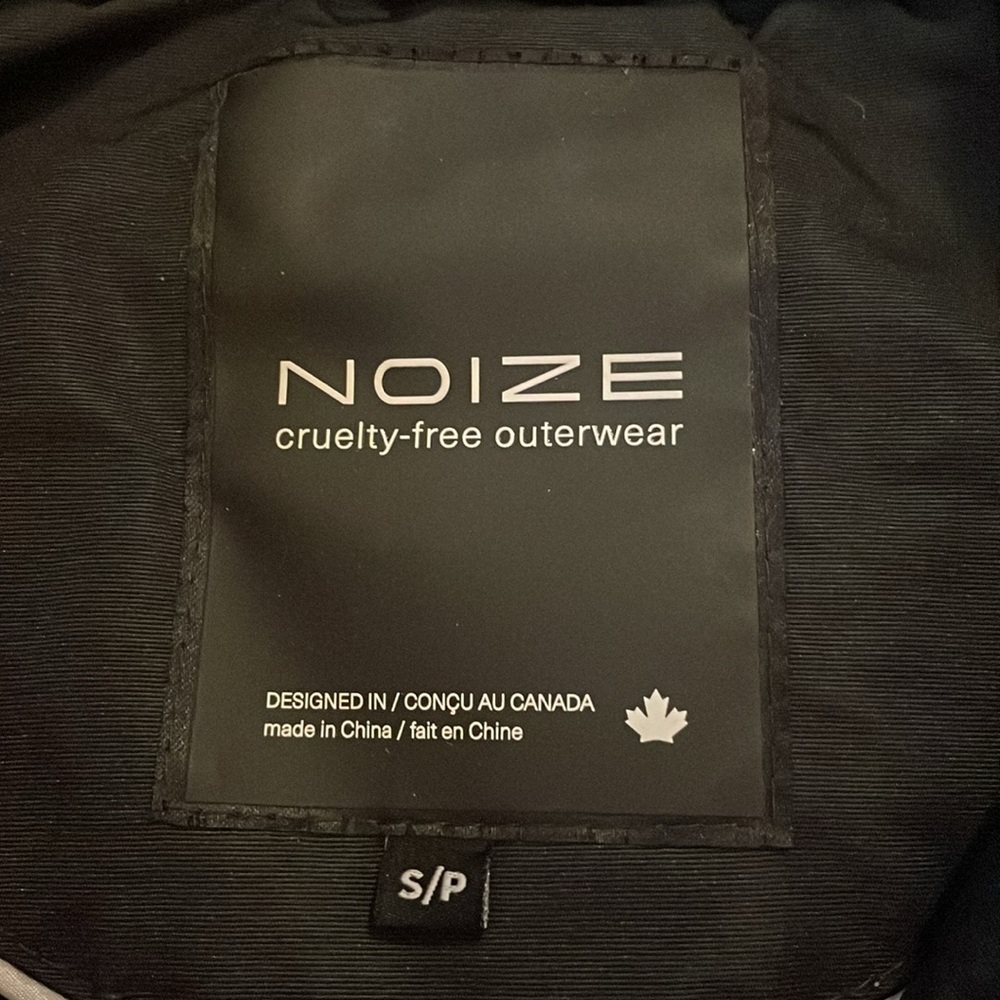 NOIZE
cruelty-free outerwear
DESIGNED IN / CONÇU AU CANADA
made in China / fait en Chine
S/P